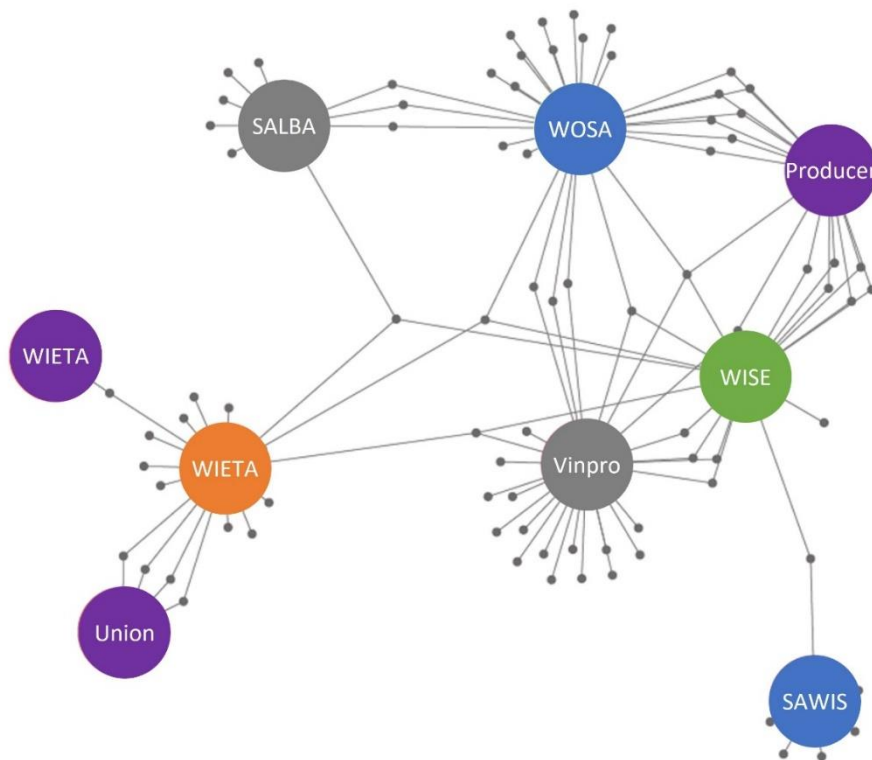 SALBA
WOSA
Producer
WIETA
WISE
WIETA
Vinpro
Union
SAWIS